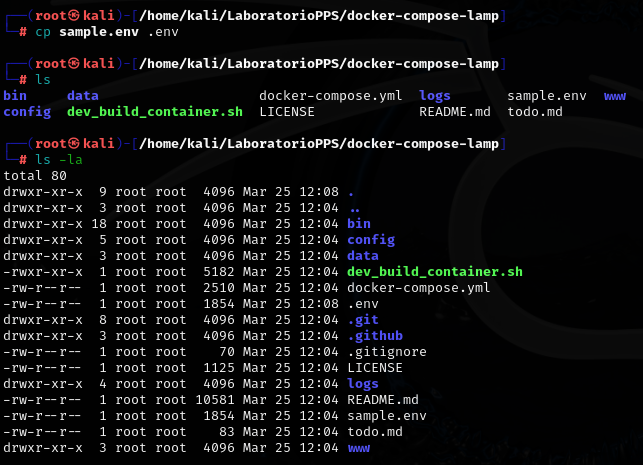 ┌──(root㉿kali)-[/home/kali/LaboratorioPPS/docker-compose-lamp]
└─# cp sample.env .env
┌──(root㉿kali)-[/home/kali/LaboratorioPPS/docker-compose-lamp]
└─# ls
bin data docker-compose.yml logs sample.env www
config dev_build_container.sh LICENSE README.md todo.md
┌──(root㉿kali)-[/home/kali/LaboratorioPPS/docker-compose-lamp]
└─# ls -la
total 80
drwxr-xr-x 9 root root 4096 Mar 25 12:08 .
drwxr-xr-x 3 root root 4096 Mar 25 12:04 ..
drwxr-xr-x 18 root root 4096 Mar 25 12:04 bin
drwxr-xr-x 5 root root 4096 Mar 25 12:04 config
drwxr-xr-x 3 root root 4096 Mar 25 12:04 data
-rwxr-xr-x 1 root root 5182 Mar 25 12:04 dev_build_container.sh
-rw-r--r-- 1 root root 2510 Mar 25 12:04 docker-compose.yml
-rw-r--r-- 1 root root 1854 Mar 25 12:08 .env
drwxr-xr-x 8 root root 4096 Mar 25 12:04 .git
drwxr-xr-x 3 root root 4096 Mar 25 12:04 .github
-rw-r--r-- 1 root root 70 Mar 25 12:04 .gitignore
-rw-r--r-- 1 root root 1125 Mar 25 12:04 LICENSE
drwxr-xr-x 4 root root 4096 Mar 25 12:04 logs
-rw-r--r-- 1 root root 10581 Mar 25 12:04 README.md
-rw-r--r-- 1 root root 1854 Mar 25 12:04 sample.env
-rw-r--r-- 1 root root 83 Mar 25 12:04 todo.md
drwxr-xr-x 3 root root 4096 Mar 25 12:04 www